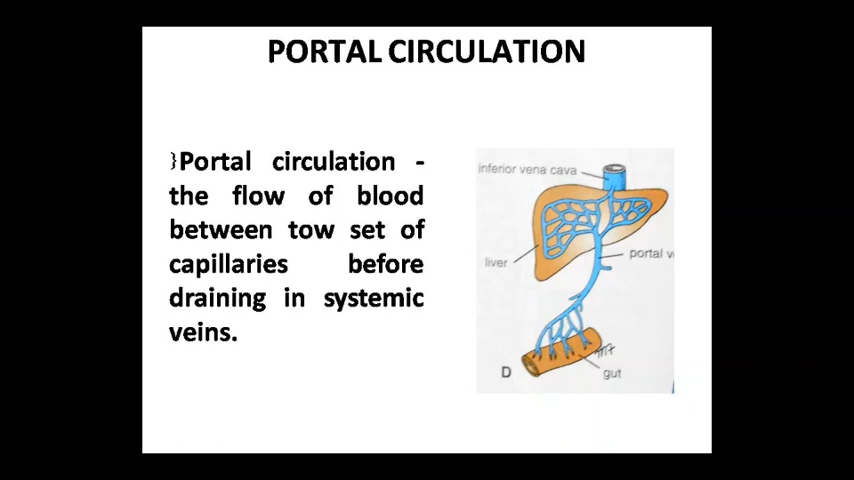 PORTAL CIRCULATION
}Portal circulation -
the flow of blood
between tow set of
capillaries before
draining in systemic
veins.
inferior vena cava
liver
portal v
D
gut